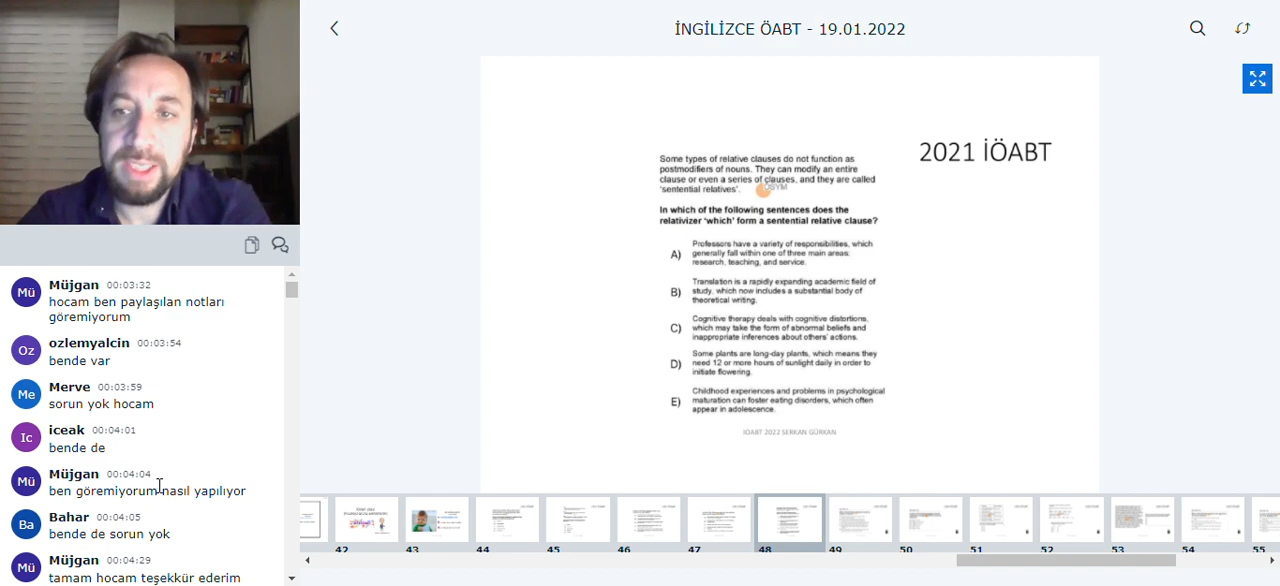 İNGİLİZCE ÖABT - 19.01.2022
2021 İÖABT
Some types of relative clauses do not function as
postmodifiers of nouns. They can modify an entire
clause or even a series of clauses, and they are called
‘sentential relatives’.
ÖSYM
In which of the following sentences does the
relativizer ‘which’ form a sentential relative clause?
A) Professors have a variety of responsibilities, which
generally fall within one of three main areas:
research, teaching, and service.
B) Translation is a rapidly expanding academic field of
study, which now includes a substantial body of
theoretical writing.
C) Cognitive therapy deals with cognitive distortions,
which may take the form of abnormal beliefs and
inappropriate inferences about others’ actions.
D) Some plants are long-day plants, which means they
need 12 or more hours of sunlight daily in order to
initiate flowering.
E) Childhood experiences and problems in psychological
maturation can foster eating disorders, which often
appear in adolescence.
IOABT 2022 SERKAN GÜRKAN
Mü
Müjgan 00:03:32
hocam ben paylaşılan notları
göremiyorum
Oz
ozlemyalcin 00:03:54
bende var
Me
Merve 00:03:59
sorun yok hocam
Ic
iceak 00:04:01
bende de
Mü
Müjgan 00:04:04
ben göremiyorum nasıl yapılıyor
Ba
Bahar 00:04:05
bende de sorun yok
Mü
Müjgan 00:04:29
tamam hocam teşekkür ederim
42 43 44 45 46 47 48 49 50 51 52 53 54 55